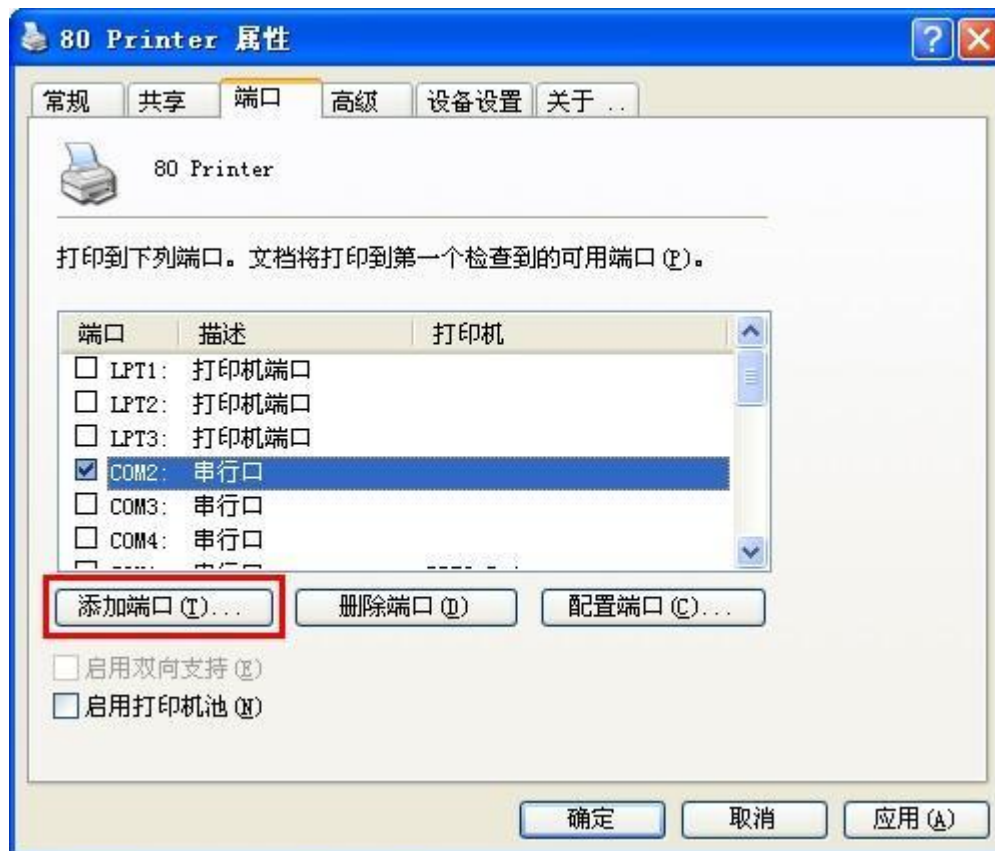 80 Printer 属性
常规 共享 端口 高级 设备设置 关于 ..
80 Printer
打印到下列端口。文档将打印到第一个检查到的可用端口(P)。
端口 描述 打印机
LPT1: 打印机端口
LPT2: 打印机端口
LPT3: 打印机端口
COM2: 串行口
COM3: 串行口
COM4: 串行口
添加端口(T)... 删除端口(D) 配置端口(C)...
启用双向支持(E)
启用打印机池(N)
确定 取消 应用(A)